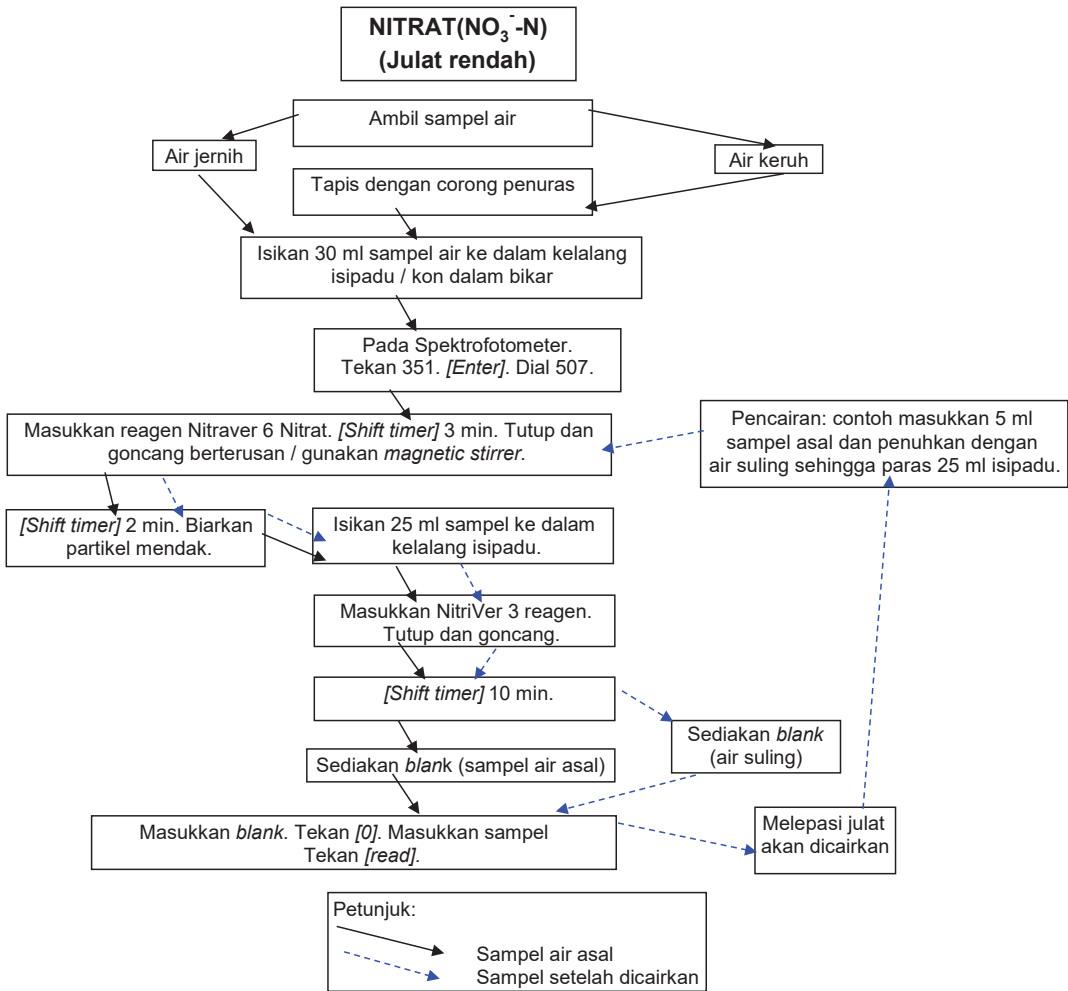 NITRAT(NO₃⁻-N)
(Julat rendah)
Ambil sampel air
Air jernih
Air keruh
Tapis dengan corong penuras
Isikan 30 ml sampel air ke dalam kelalang
isipadu / kon dalam bikar
Pada Spektrofotometer.
Tekan 351. [Enter]. Dial 507.
Masukkan reagen Nitraver 6 Nitrat. [Shift timer] 3 min. Tutup dan
goncang berterusan / gunakan magnetic stirrer.
Pencairan: contoh masukkan 5 ml
sampel asal dan penuhkan dengan
air suling sehingga paras 25 ml isipadu.
[Shift timer] 2 min. Biarkan
partikel mendak.
Isikan 25 ml sampel ke dalam
kelalang isipadu.
Masukkan NitriVer 3 reagen.
Tutup dan goncang.
[Shift timer] 10 min.
Sediakan blank
(air suling)
Sediakan blank (sampel air asal)
Masukkan blank. Tekan [0]. Masukkan sampel
Tekan [read].
Melepasi julat
akan dicairkan
Petunjuk:
Sampel air asal
Sampel setelah dicairkan